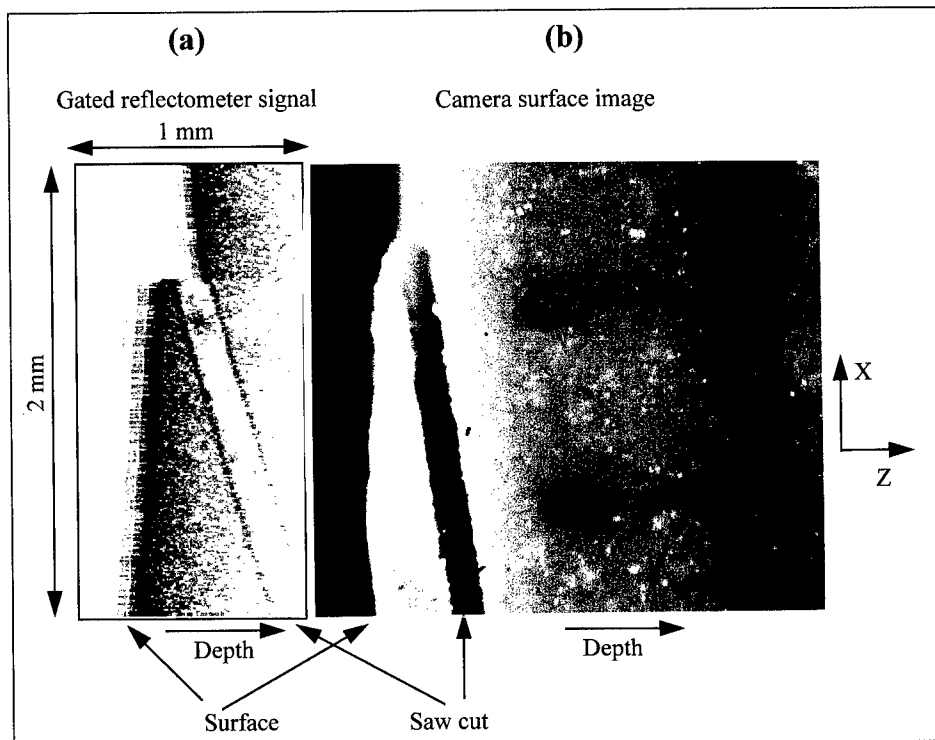 (a)
(b)
Gated reflectometer signal
Camera surface image
1 mm
2 mm
X
Z
Depth
Depth
Surface
Saw cut